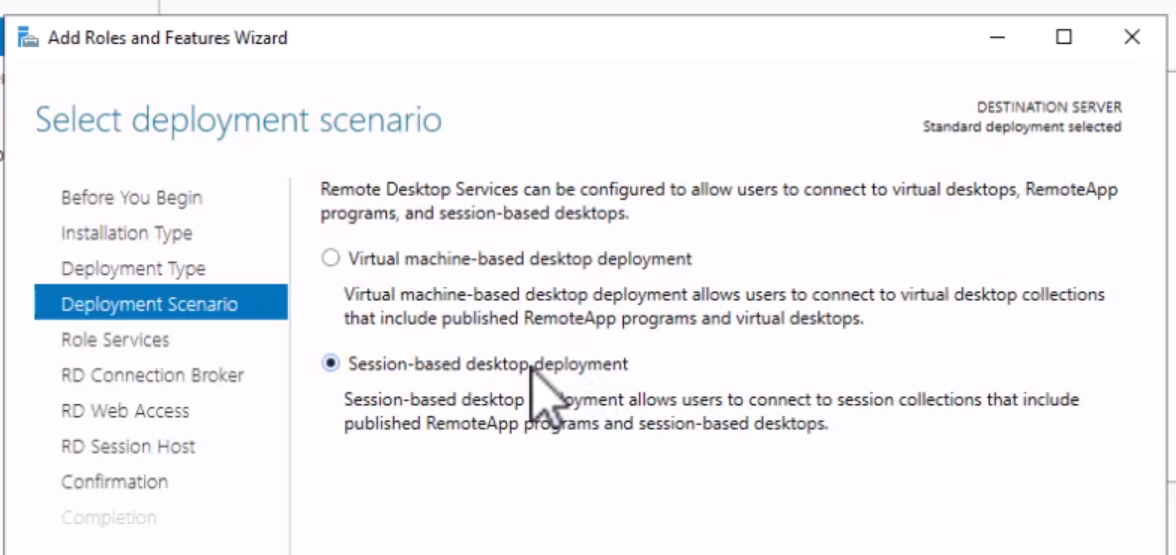 Add Roles and Features Wizard
Select deployment scenario
DESTINATION SERVER
Standard deployment selected
Before You Begin
Installation Type
Deployment Type
Deployment Scenario
Role Services
RD Connection Broker
RD Web Access
RD Session Host
Confirmation
Completion
Remote Desktop Services can be configured to allow users to connect to virtual desktops, RemoteApp
programs, and session-based desktops.
Virtual machine-based desktop deployment
Virtual machine-based desktop deployment allows users to connect to virtual desktop collections
that include published RemoteApp programs and virtual desktops.
Session-based desktop deployment
Session-based desktop deployment allows users to connect to session collections that include
published RemoteApp programs and session-based desktops.